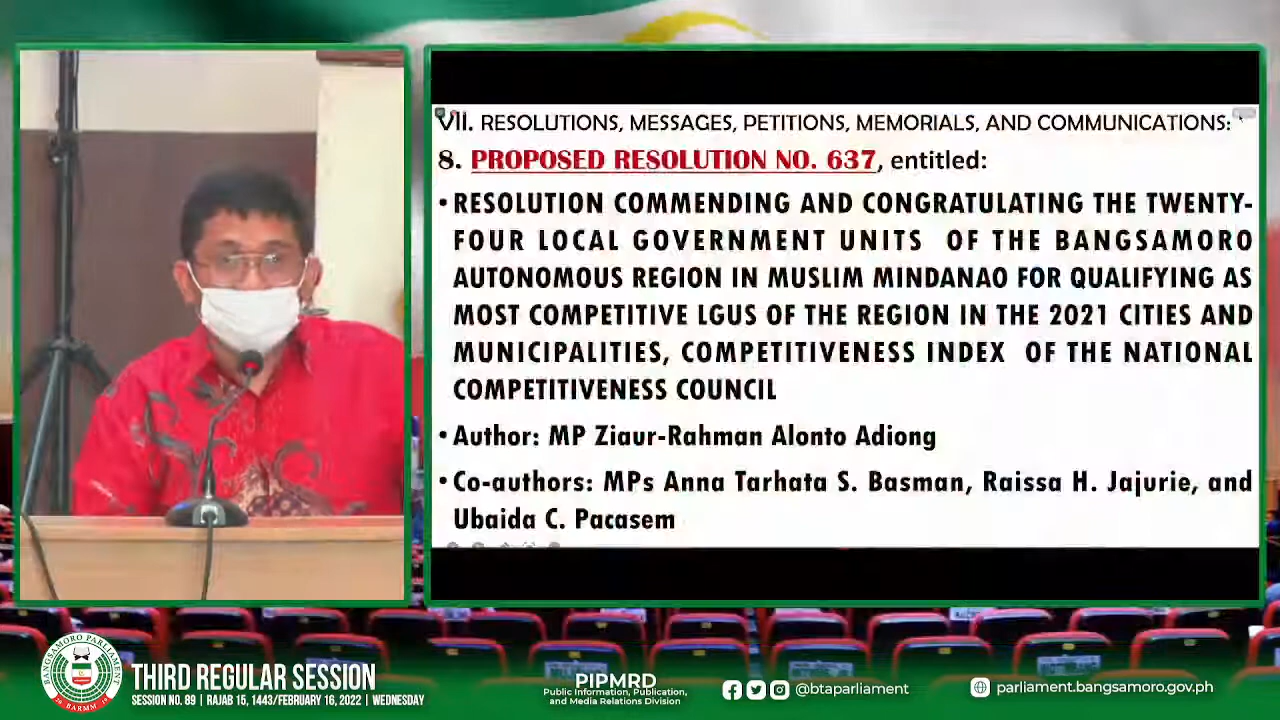 VII. RESOLUTIONS, MESSAGES, PETITIONS, MEMORIALS, AND COMMUNICATIONS:
8. PROPOSED RESOLUTION NO. 637, entitled:
• RESOLUTION COMMENDING AND CONGRATULATING THE TWENTY-
FOUR LOCAL GOVERNMENT UNITS OF THE BANGSAMORO
AUTONOMOUS REGION IN MUSLIM MINDANAO FOR QUALIFYING AS
MOST COMPETITIVE LGUS OF THE REGION IN THE 2021 CITIES AND
MUNICIPALITIES, COMPETITIVENESS INDEX OF THE NATIONAL
COMPETITIVENESS COUNCIL
• Author: MP Ziaur-Rahman Alonto Adiong
• Co-authors: MPs Anna Tarhata S. Basman, Raissa H. Jajurie, and
Ubaida C. Pacasem
BANGSAMORO PARLIAMENT
BARMM
THIRD REGULAR SESSION
SESSION NO. 89 | RAJAB 15, 1443/FEBRUARY 16, 2022 | WEDNESDAY
PIPMRD
Public Information, Publication,
and Media Relations Division
@btaparliament
parliament.bangsamoro.gov.ph